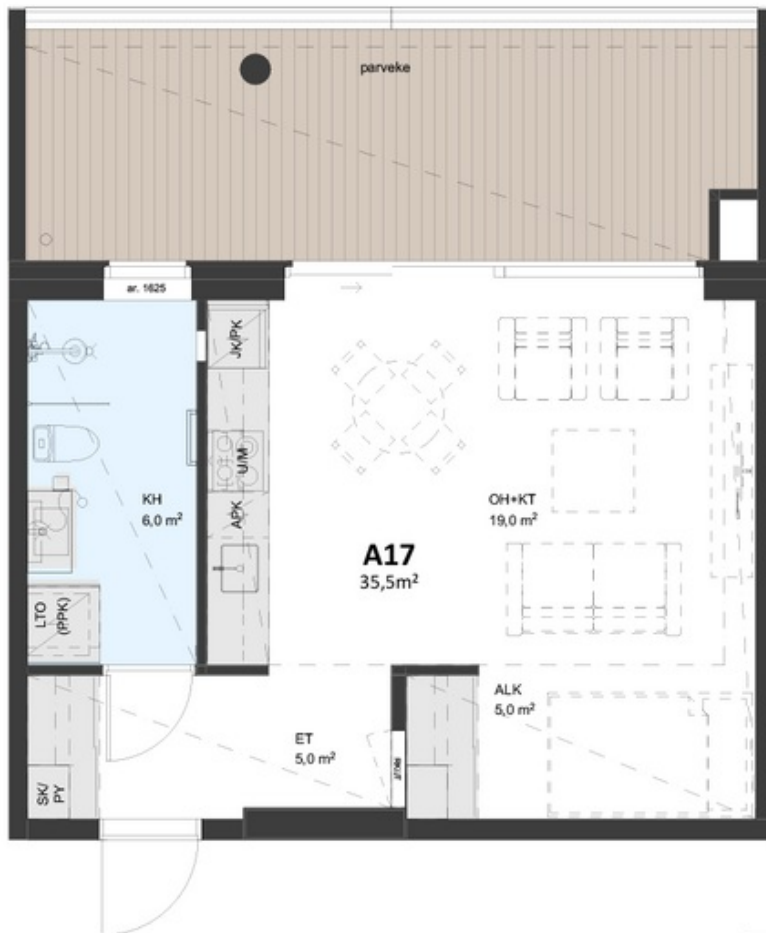 parveke
ar. 1625
JK/PK
U/M
APK
KH
6,0 m²
OH+KT
19,0 m²
A17
35,5m²
LTO
(PPK)
ALK
5,0 m²
ET
5,0 m²
SK/
PY